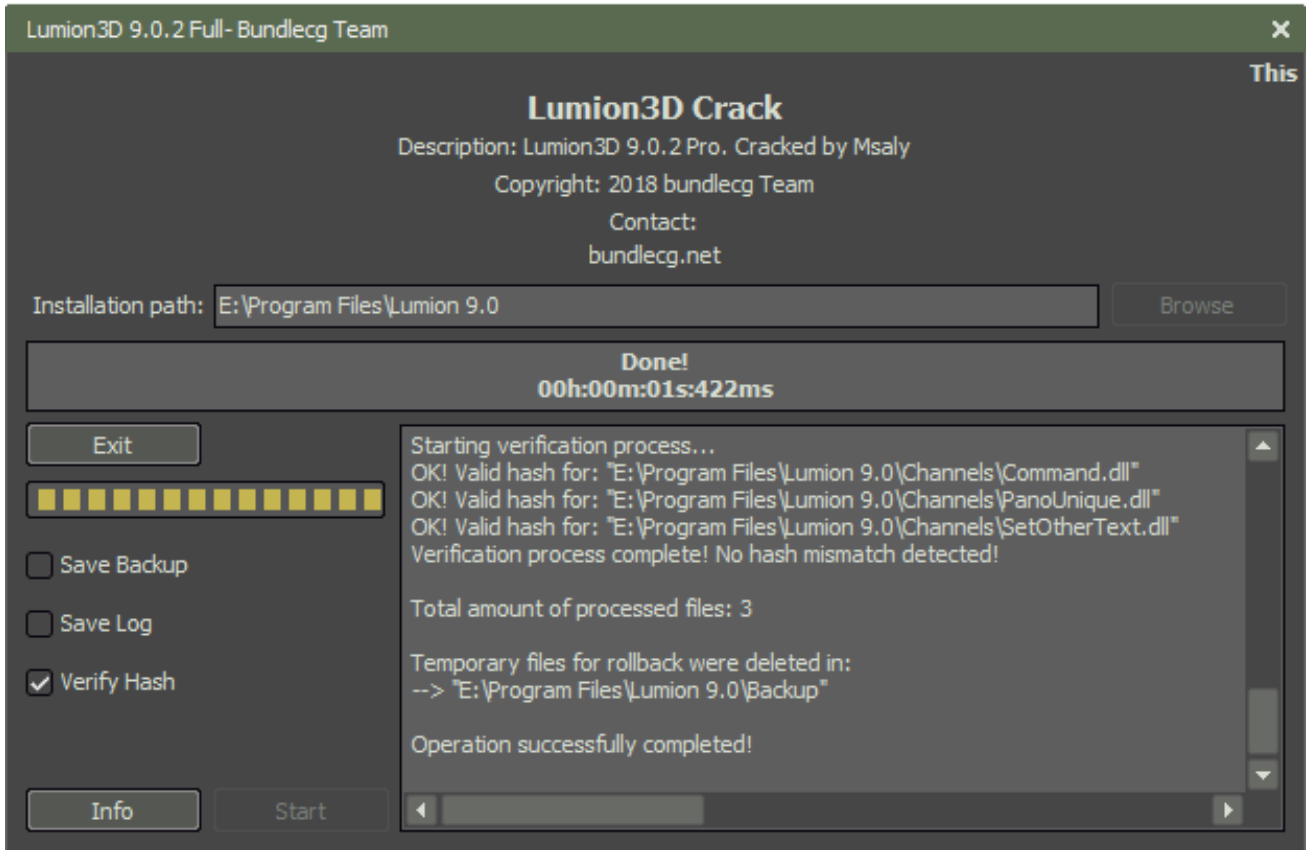 Lumion3D 9.0.2 Full- Bundlecg Team
This
Lumion3D Crack
Description: Lumion3D 9.0.2 Pro. Cracked by Msaly
Copyright: 2018 bundlecg Team
Contact:
bundlecg.net
Installation path: E:\Program Files\Lumion 9.0 Browse
Done!
00h:00m:01s:422ms
Exit
Save Backup
Save Log
Verify Hash
Info Start
Starting verification process...
OK! Valid hash for: "E:\Program Files\Lumion 9.0\Channels\Command.dll"
OK! Valid hash for: "E:\Program Files\Lumion 9.0\Channels\PanoUnique.dll"
OK! Valid hash for: "E:\Program Files\Lumion 9.0\Channels\SetOtherText.dll"
Verification process complete! No hash mismatch detected!
Total amount of processed files: 3
Temporary files for rollback were deleted in:
--> "E:\Program Files\Lumion 9.0\Backup"
Operation successfully completed!